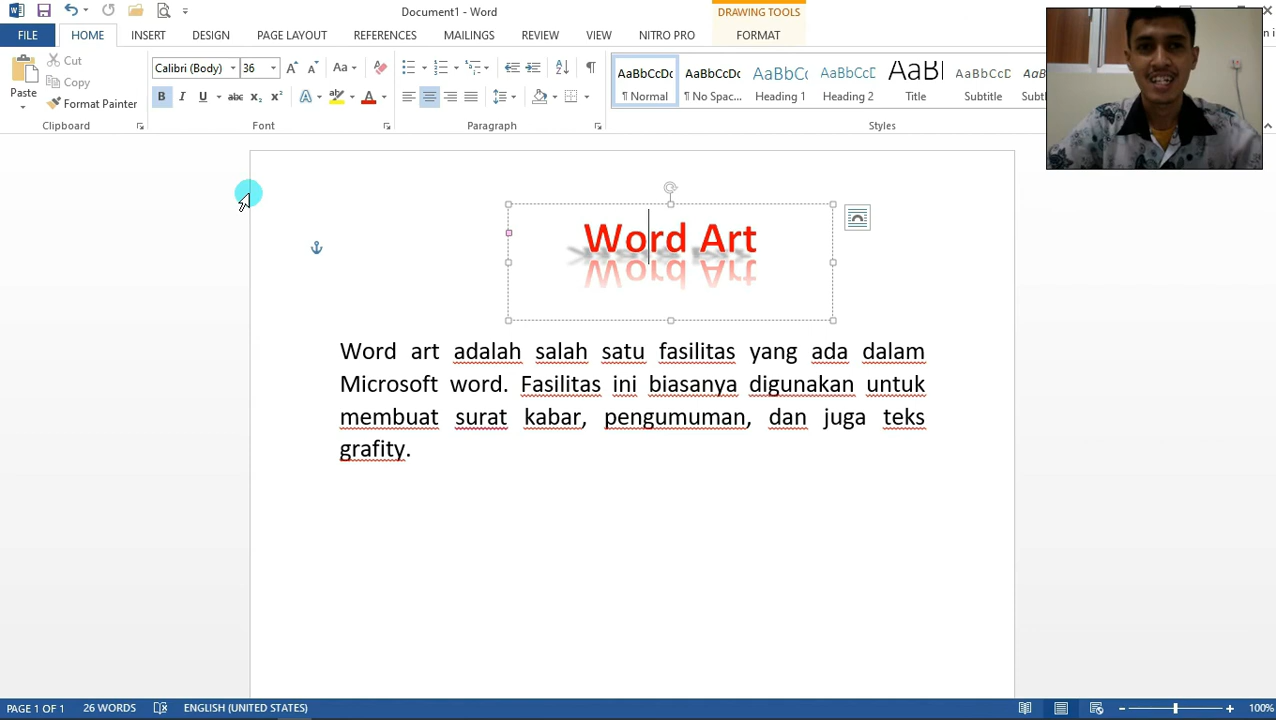 Document1 - Word
DRAWING TOOLS
FILE HOME INSERT DESIGN PAGE LAYOUT REFERENCES MAILINGS REVIEW VIEW NITRO PRO FORMAT
Cut
Copy
Format Painter
Paste
Calibri (Body) 36
AaBbCcDc AaBbCcDc AaBbCc AaBbCcC AaBb AaBbCcD
¶ Normal ¶ No Spac... Heading 1 Heading 2 Title Subtitle
Clipboard Font Paragraph Styles
Word Art
Word art adalah salah satu fasilitas yang ada dalam
Microsoft word. Fasilitas ini biasanya digunakan untuk
membuat surat kabar, pengumuman, dan juga teks
grafity.
PAGE 1 OF 1 26 WORDS ENGLISH (UNITED STATES) 100%